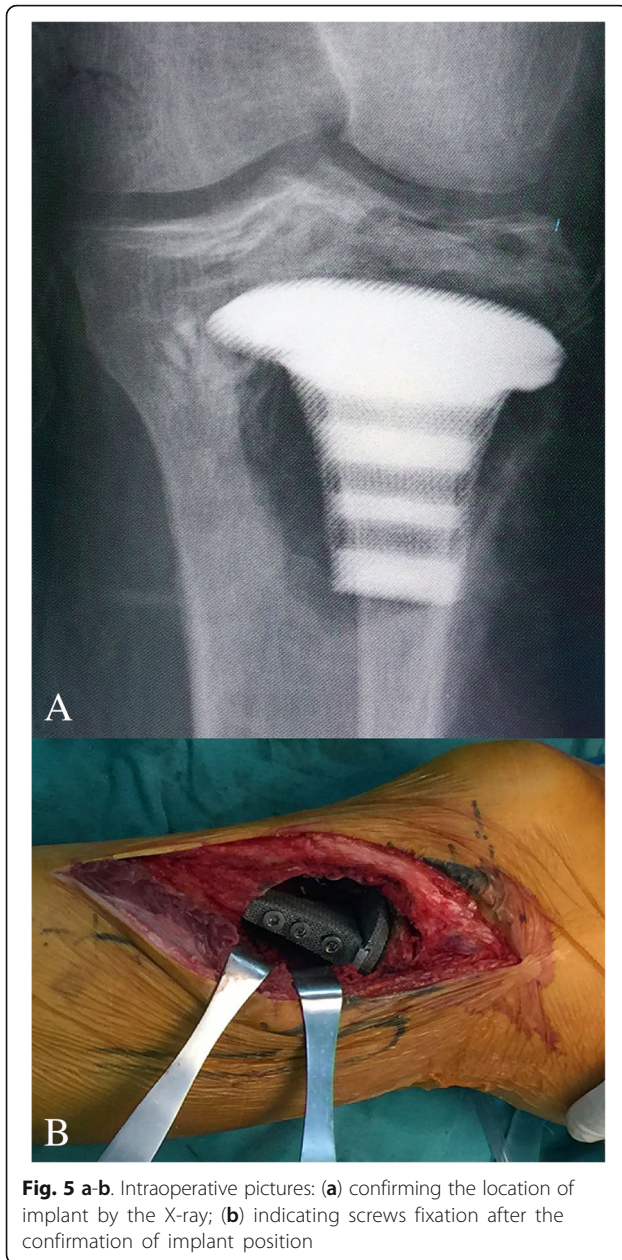 A
B
Fig. 5 a-b. Intraoperative pictures: (a) confirming the location of
implant by the X-ray; (b) indicating screws fixation after the
confirmation of implant position